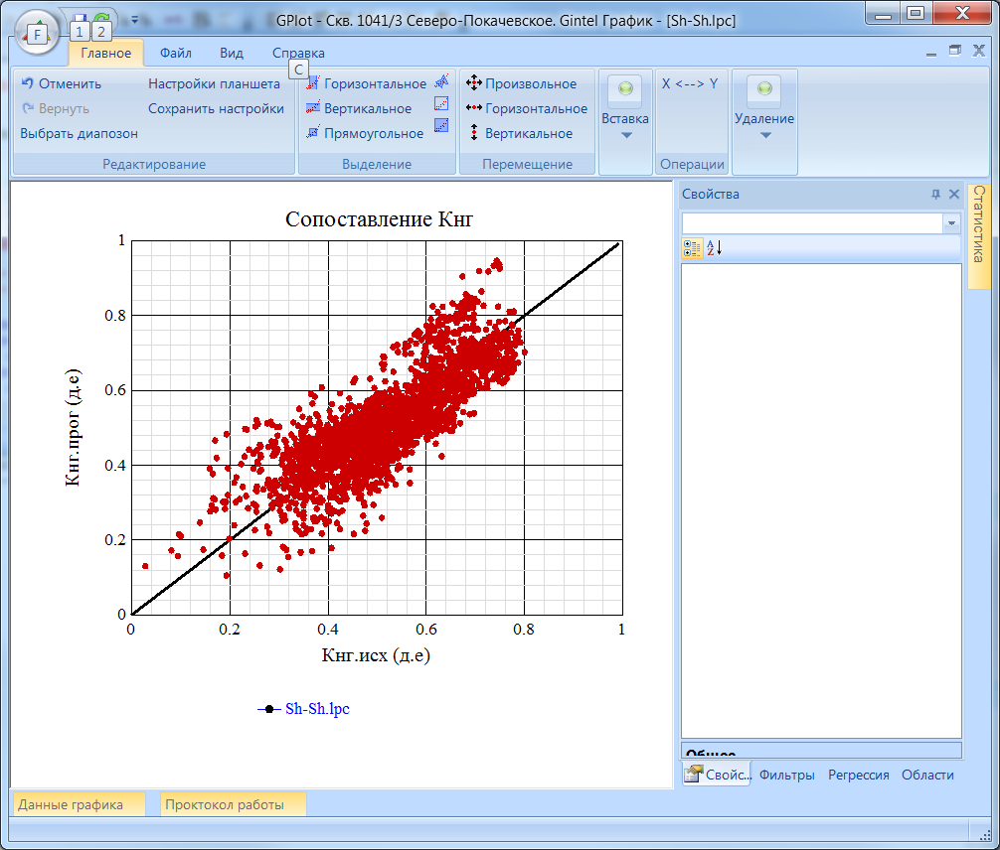 GPlot - Скв. 1041/3 Северо-Покачевское. Gintel График - [Sh-Sh.lpc]
F
1 2
Главное Файл Вид Справка
C
Отменить Настройки планшета Горизонтальное Произвольное X <--> Y
Вернуть Сохранить настройки Вертикальное Горизонтальное Вставка Удаление
Выбрать диапазон Прямоугольное Вертикальное
Редактирование Выделение Перемещение Операции
Свойства
Статистика
Сопоставление Кнг
1
0.8
0.6
0.4
0.2
0
Кнг.прог (д.е)
0 0.2 0.4 0.6 0.8 1
Кнг.исх (д.е)
Sh-Sh.lpc
A
Z
Общее
Свойс... Фильтры Регрессия Области
Данные графика Проктокол работы